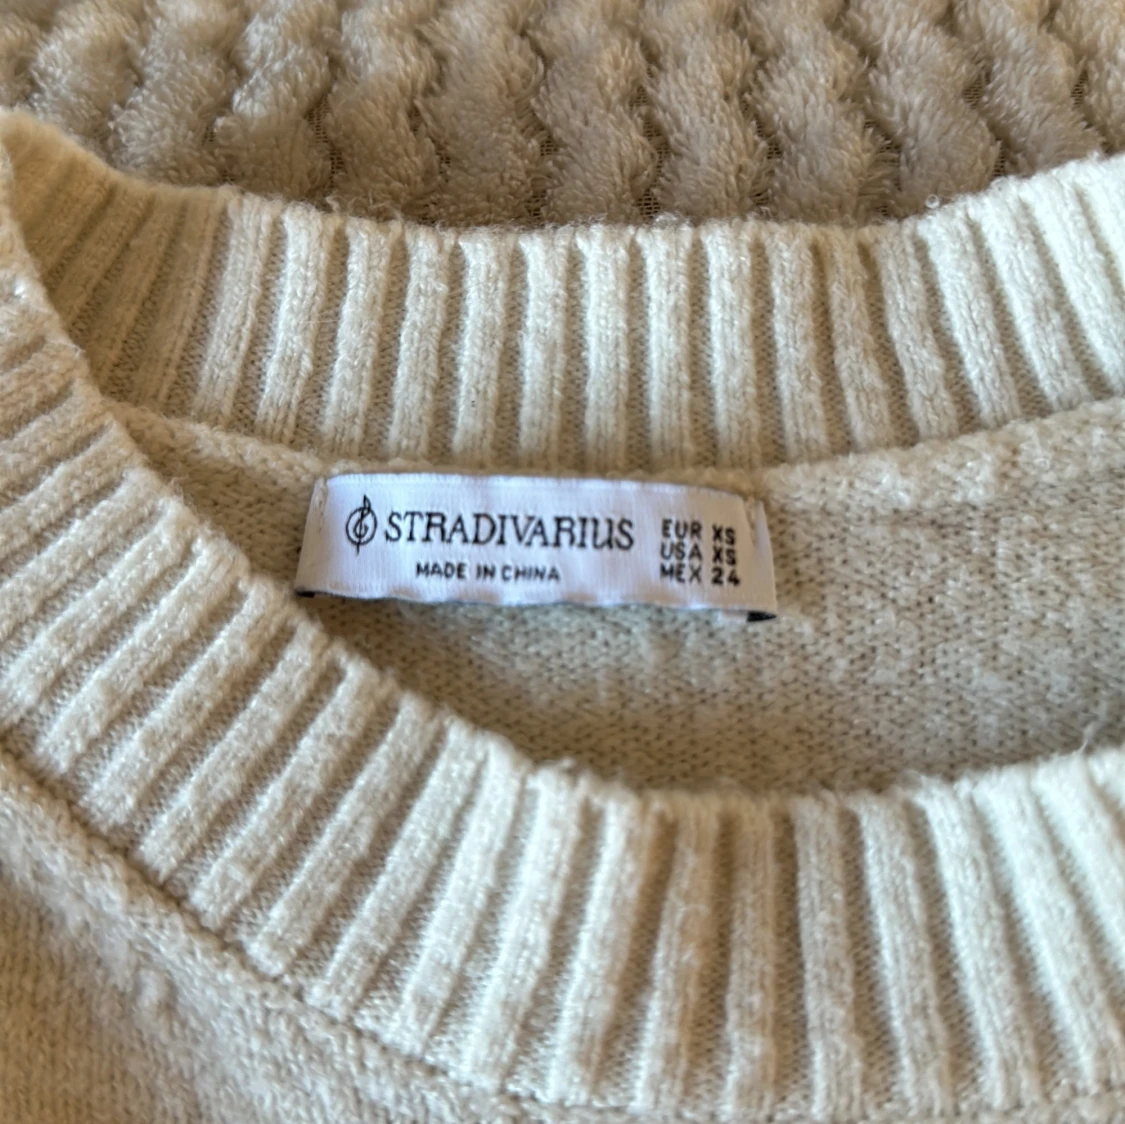 STRADIVARIUS
MADE IN CHINA
EUR XS
USA XS
MEX 24